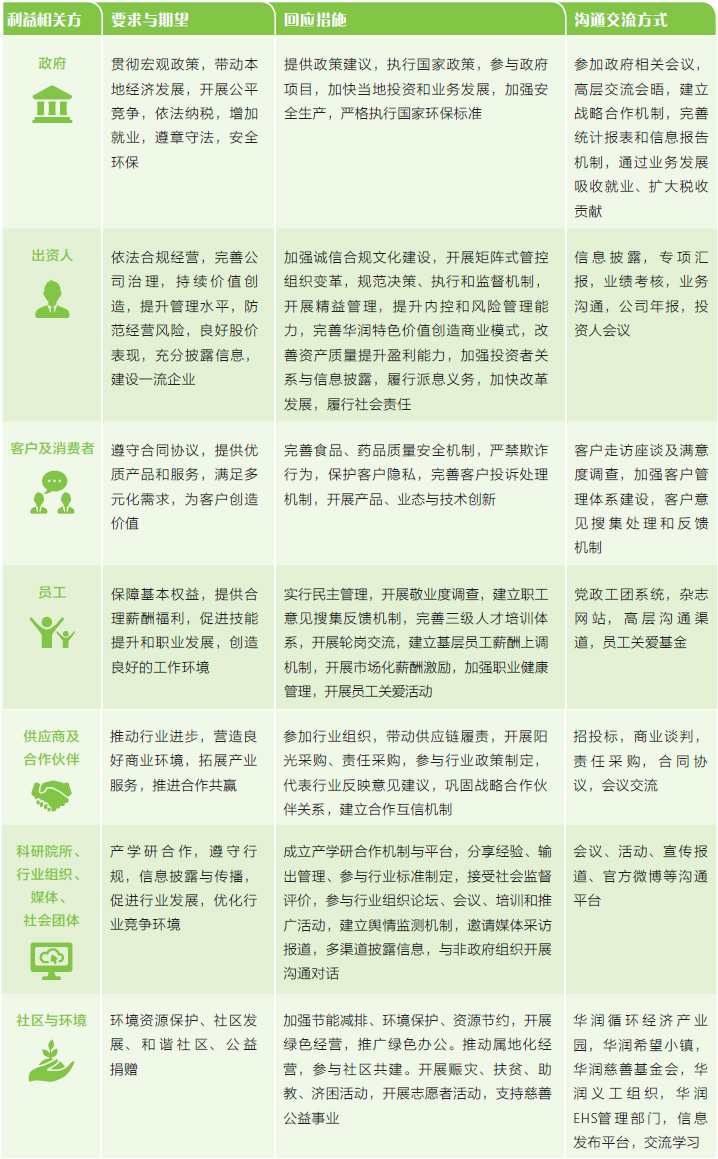 利益相关方
要求与期望
回应措施
沟通交流方式
政府
贯彻宏观政策，带动本
地经济发展，开展公平
竞争，依法纳税，增加
就业，遵章守法，安全
环保
提供政策建议，执行国家政策，参与政府
项目，加快当地投资和业务发展，加强安
全生产，严格执行国家环保标准
参加政府相关会议，
高层交流会晤，建立
战略合作机制，完善
统计报表和信息报告
机制，通过业务发展
吸收就业、扩大税收
贡献
出资人
依法合规经营，完善公
司治理，持续价值创
造，提升管理水平，防
范经营风险，良好股价
表现，充分披露信息，
建设一流企业
加强诚信合规文化建设，开展矩阵式管控
组织变革，规范决策、执行和监督机制，
开展精益管理，提升内控和风险管理能
力，完善华润特色价值创造商业模式，改
善资产质量提升盈利能力，加强投资者关
系与信息披露，履行派息义务，加快改革
发展，履行社会责任
信息披露，专项汇
报，业绩考核，业务
沟通，公司年报，投
资人会议
客户及消费者
遵守合同协议，提供优
质产品和服务，满足多
元化需求，为客户创造
价值
完善食品、药品质量安全机制，严禁欺诈
行为，保护客户隐私，完善客户投诉处理
机制，开展产品、业态与技术创新
客户走访座谈及满意
度调查，加强客户管
理体系建设，客户意
见搜集处理和反馈
机制
员工
保障基本权益，提供合
理薪酬福利，促进技能
提升和职业发展，创造
良好的工作环境
实行民主管理，开展敬业度调查，建立职工
意见搜集反馈机制，完善三级人才培训体
系，开展轮岗交流，建立基层员工薪酬上调
机制，开展市场化薪酬激励，加强职业健康
管理，开展员工关爱活动
党政工团系统，杂志
网站，高层沟通渠
道，员工关爱基金
供应商及
合作伙伴
推动行业进步，营造良
好商业环境，拓展产业
服务，推进合作共赢
参加行业组织，带动供应链履责，开展阳
光采购、责任采购，参与行业政策制定，
代表行业反映意见建议，巩固战略合作伙
伴关系，建立合作互信机制
招投标，商业谈判，
责任采购，合同协
议，会议交流
科研院所、
行业组织、
媒体、
社会团体
产学研合作，遵守行
规，信息披露与传播，
促进行业发展，优化行
业竞争环境
成立产学研合作机制与平台，分享经验、输
出管理、参与行业标准制定，接受社会监督
评价，参与行业组织论坛、会议、培训和推
广活动，建立舆情监测机制，邀请媒体采访
报道，多渠道披露信息，与非政府组织开展
沟通对话
会议、活动、宣传报
道、官方微博等沟通
平台
社区与环境
环境资源保护、社区发
展、和谐社区、公益
捐赠
加强节能减排、环境保护、资源节约，开展
绿色经营，推广绿色办公。推动属地化经
营，参与社区共建。开展赈灾、扶贫、助
教、济困活动，开展志愿者活动，支持慈善
公益事业
华润循环经济产业
园，华润希望小镇，
华润慈善基金会，华
润义工组织，华润
EHS管理部门，信息
发布平台，交流学习